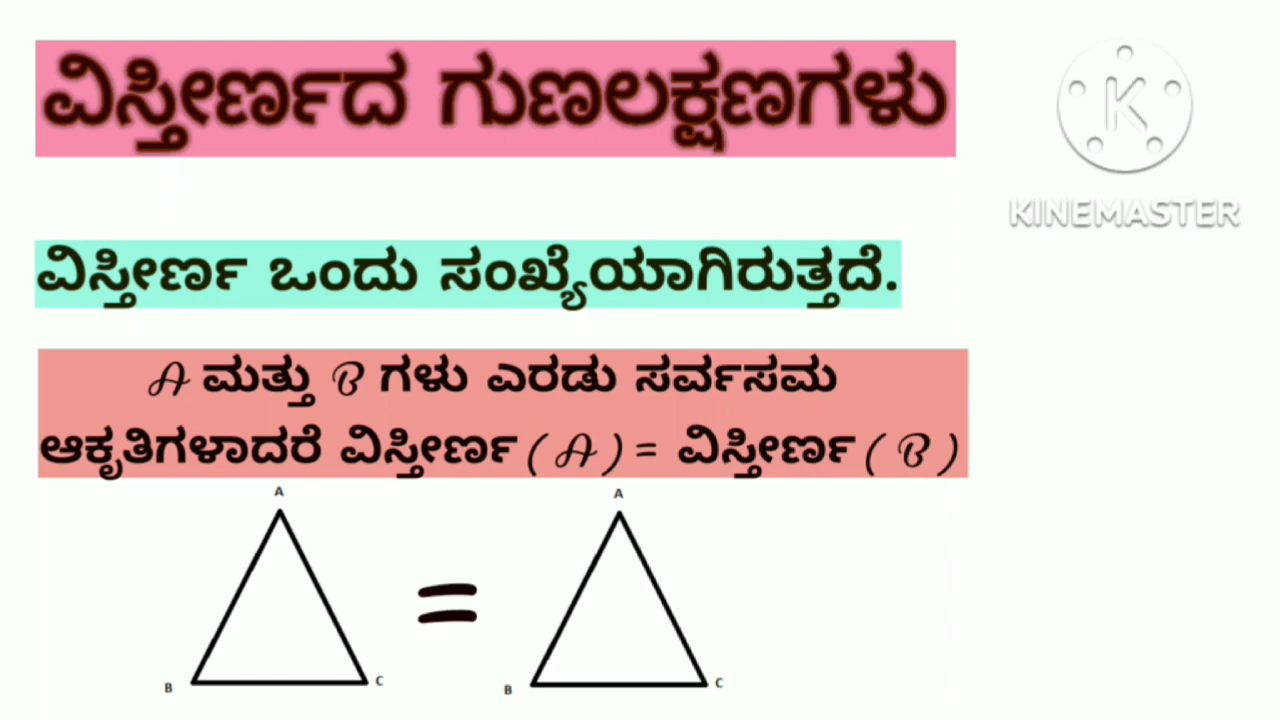 ವಿಸ್ತೀರ್ಣದ ಗುಣಲಕ್ಷಣಗಳು
K
KINEMASTER
ವಿಸ್ತೀರ್ಣ ಒಂದು ಸಂಖ್ಯೆಯಾಗಿರುತ್ತದೆ.
A ಮತ್ತು B ಗಳು ಎರಡು ಸರ್ವಸಮ
ಆಕೃತಿಗಳಾದರೆ ವಿಸ್ತೀರ್ಣ ( A ) = ವಿಸ್ತೀರ್ಣ ( B )
A A
=
B C B C